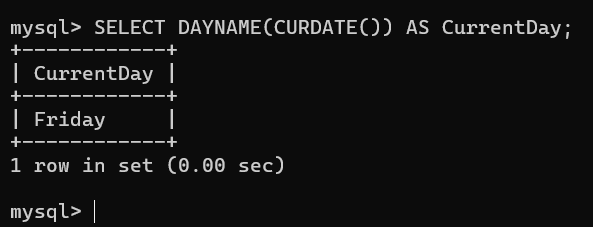 mysql> SELECT DAYNAME(CURDATE()) AS CurrentDay;
+------------+
| CurrentDay |
+------------+
| Friday     |
+------------+
1 row in set (0.00 sec)
mysql>